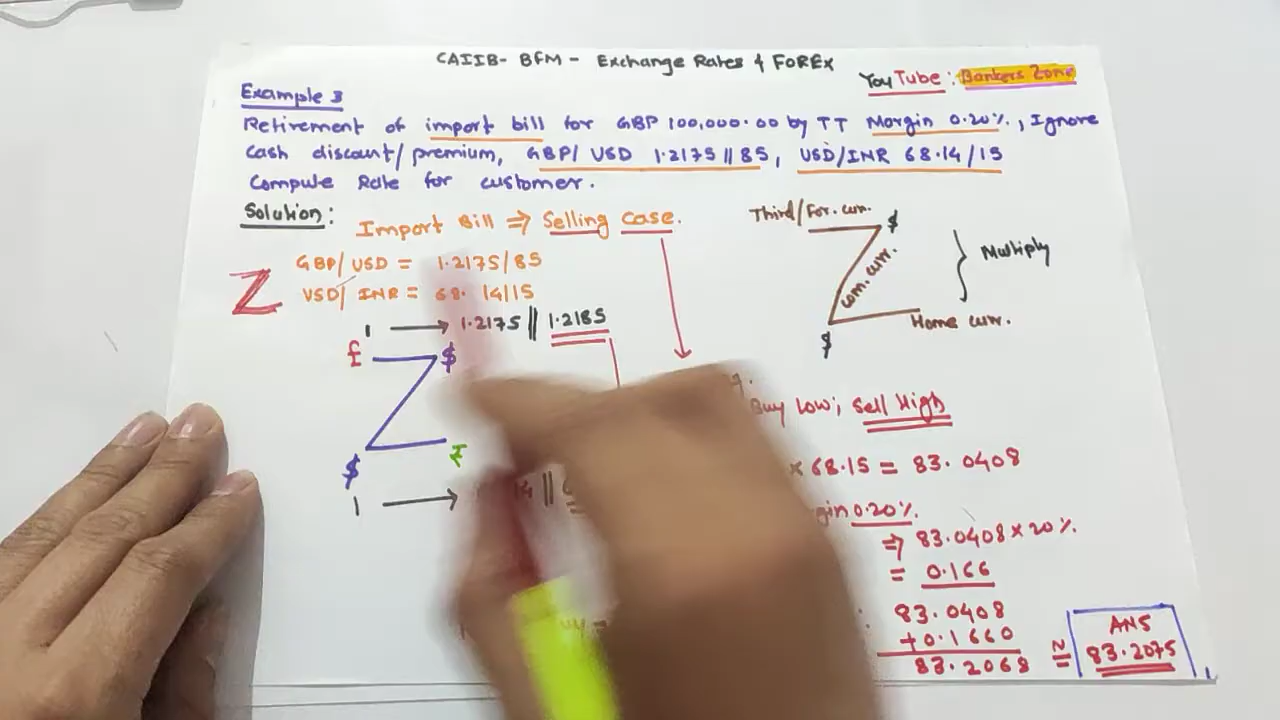 CAIIB- BFM - Exchange Rates & FOREX
YouTube: Bankers Zone
Example 3
Retirement of import bill for GBP 100,000.00 by TT Margin 0.20%, Ignore
Cash discount/premium, GBP/USD 1.2175||85, USD/INR 68.14/15
Compute Rate for customer.
Solution:
Import Bill ⇒ Selling Case.
GBP/USD = 1.2175/85
USD/INR = 68.14/15
Z
1 → 1.2175 || 1.2185
£ $
$ ₹
1 →
Third/For. curr. $
com. curr.
$ Home curr.
} Multiply
Buy Low; Sell High
× 68.15 = 83.0408
0.20%.
⇒ 83.0408 × 20%.
= 0.166
83.0408
+0.1660
83.2068
≅
ANS
83.2075